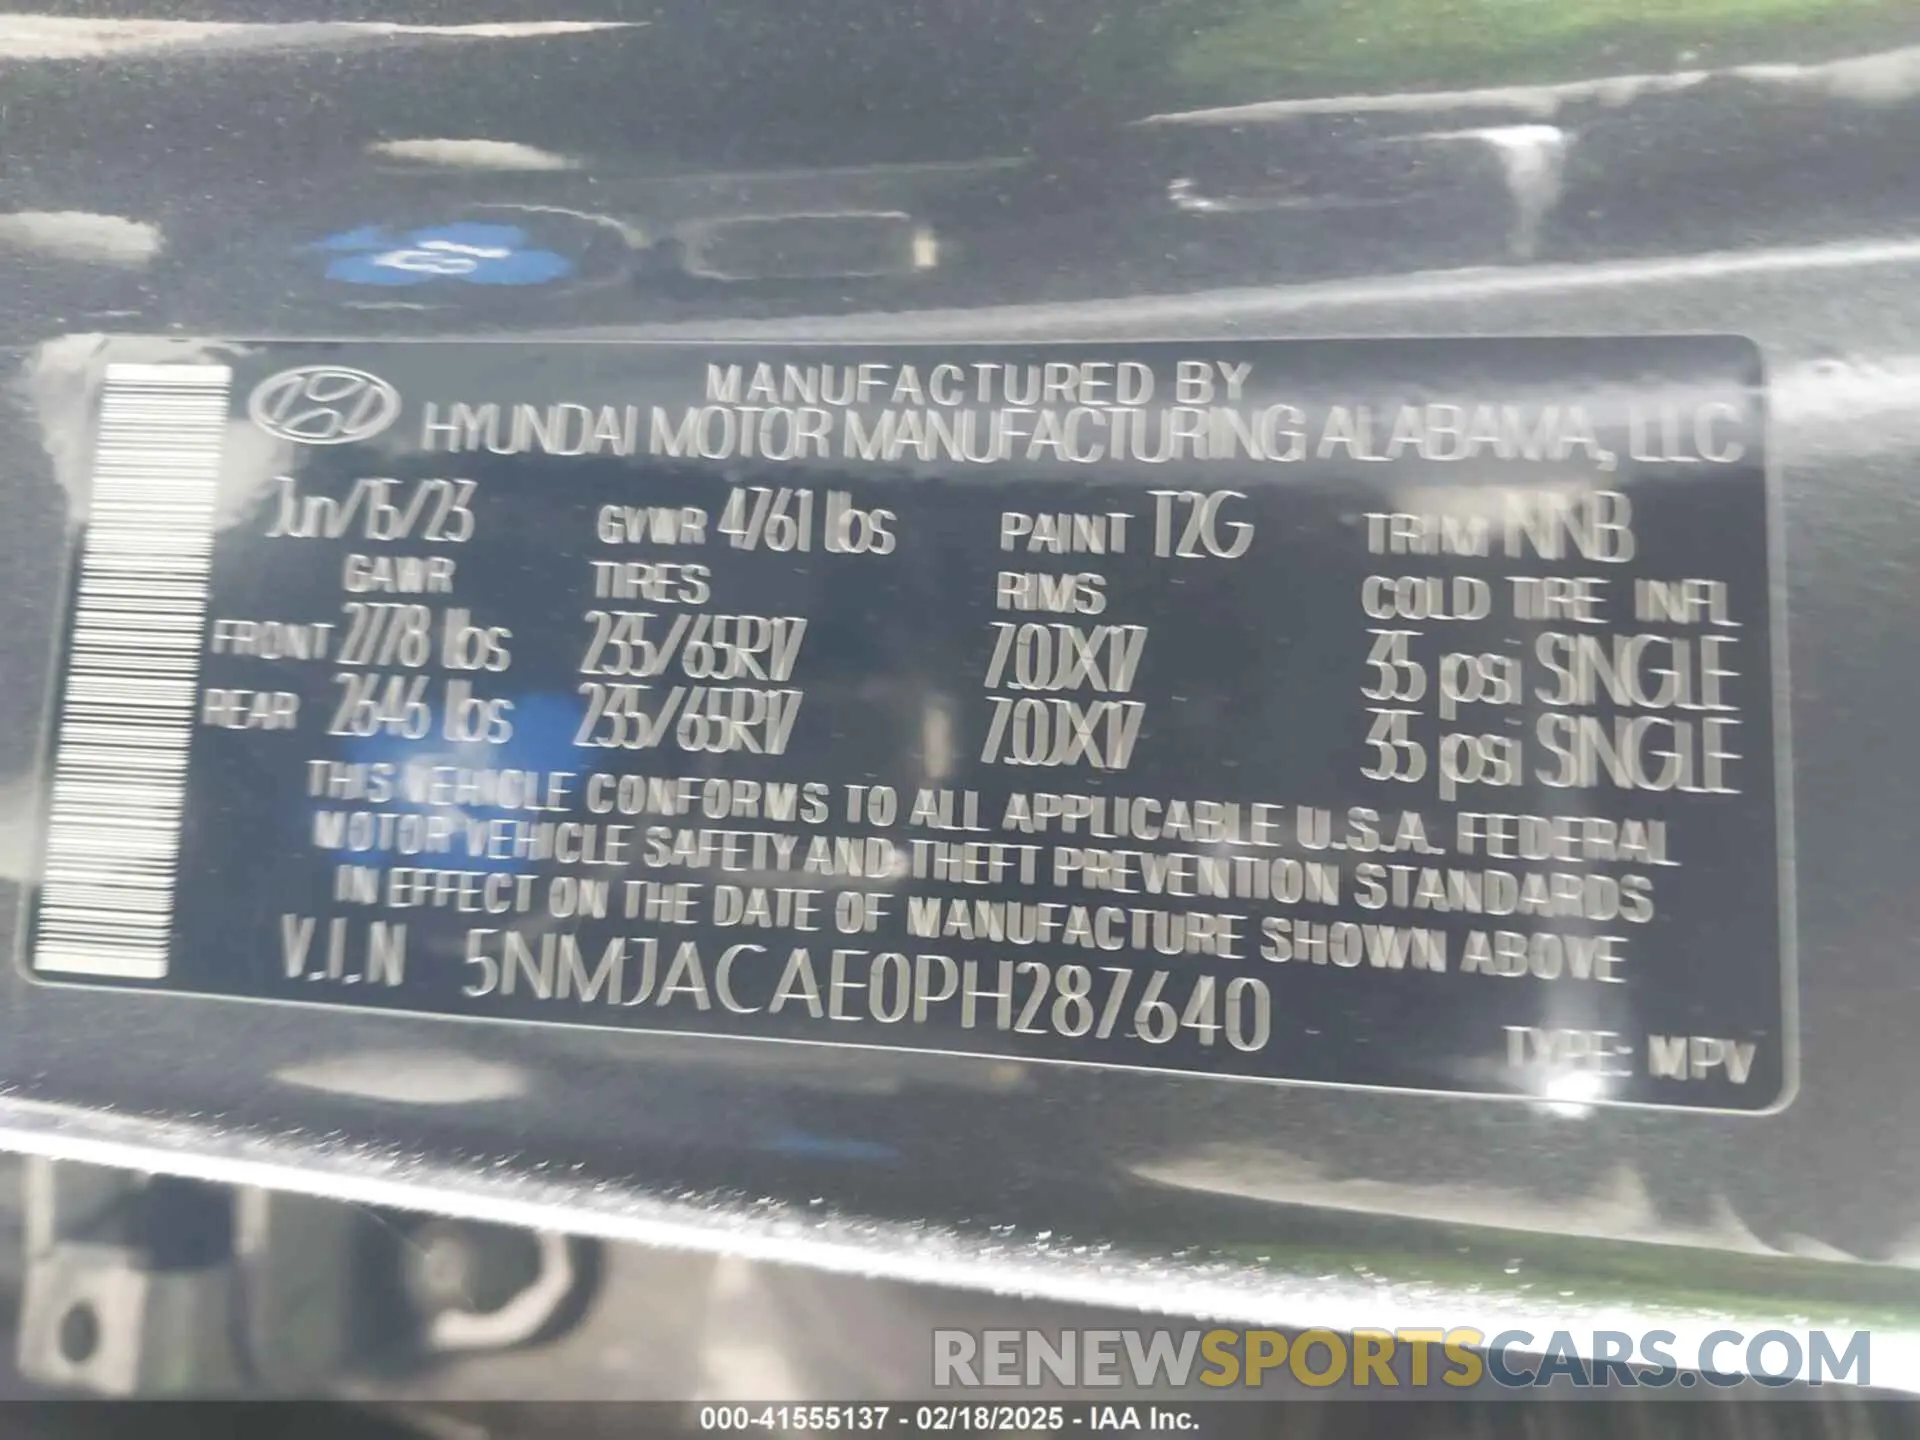 MANUFACTURED BY
HYUNDAI MOTOR MANUFACTURING ALABAMA, LLC
Jun/15/23 GVWR 4761 lbs PAINT T2G TRIM NNB
GAWR TIRES RIMS COLD TIRE INFL
FRONT 2778 lbs 235/65R17 7.0JX17 35 psi SINGLE
REAR 2646 lbs 235/65R17 7.0JX17 35 psi SINGLE
THIS VEHICLE CONFORMS TO ALL APPLICABLE U.S.A. FEDERAL
MOTOR VEHICLE SAFETY AND THEFT PREVENTION STANDARDS
IN EFFECT ON THE DATE OF MANUFACTURE SHOWN ABOVE
V.I.N 5NMJACAE0PH287640
TYPE: MPV
RENEWSPORTSCARS.COM
000-41555137 - 02/18/2025 - IAA Inc.